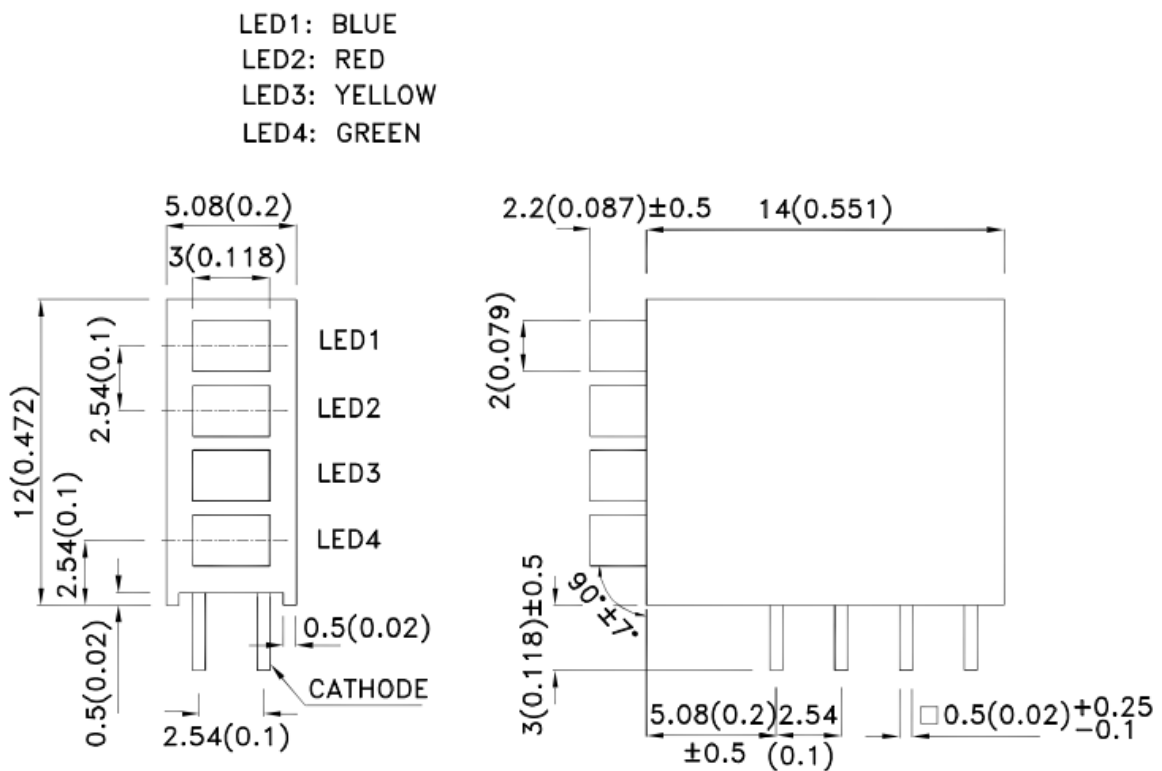 LED1: BLUE
LED2: RED
LED3: YELLOW
LED4: GREEN
5.08(0.2)
2.2(0.087)±0.5
14(0.551)
3(0.118)
LED1
2(0.079)
2.54(0.1)
LED2
12(0.472)
LED3
2.54(0.1)
LED4
90°±7°
0.5(0.02)
3(0.118)±0.5
0.5(0.02)
CATHODE
2.54(0.1)
5.08(0.2)
±0.5
2.54
(0.1)
□0.5(0.02)+0.25
-0.1